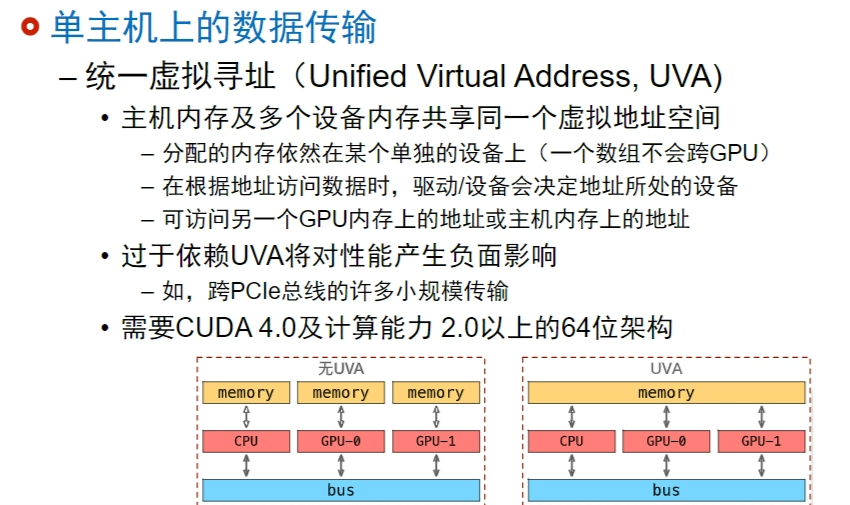 单主机上的数据传输
– 统一虚拟寻址（Unified Virtual Address, UVA)
• 主机内存及多个设备内存共享同一个虚拟地址空间
– 分配的内存依然在某个单独的设备上（一个数组不会跨GPU）
– 在根据地址访问数据时，驱动/设备会决定地址所处的设备
– 可访问另一个GPU内存上的地址或主机内存上的地址
• 过于依赖UVA将对性能产生负面影响
– 如，跨PCIe总线的许多小规模传输
• 需要CUDA 4.0及计算能力 2.0以上的64位架构
无UVA
memory memory memory
CPU GPU-0 GPU-1
bus
UVA
memory
CPU GPU-0 GPU-1
bus